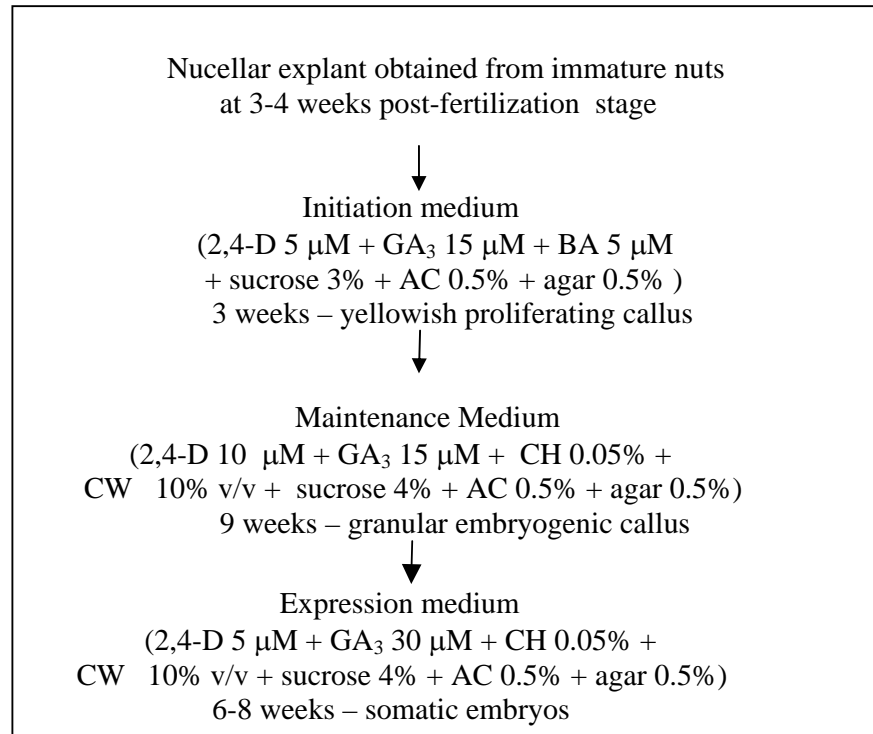 Nucellar explant obtained from immature nuts
at 3-4 weeks post-fertilization stage
Initiation medium
(2,4-D 5 μM + GA₃ 15 μM + BA 5 μM
+ sucrose 3% + AC 0.5% + agar 0.5% )
3 weeks – yellowish proliferating callus
Maintenance Medium
(2,4-D 10 μM + GA₃ 15 μM + CH 0.05% +
CW 10% v/v + sucrose 4% + AC 0.5% + agar 0.5%)
9 weeks – granular embryogenic callus
Expression medium
(2,4-D 5 μM + GA₃ 30 μM + CH 0.05% +
CW 10% v/v + sucrose 4% + AC 0.5% + agar 0.5%)
6-8 weeks – somatic embryos